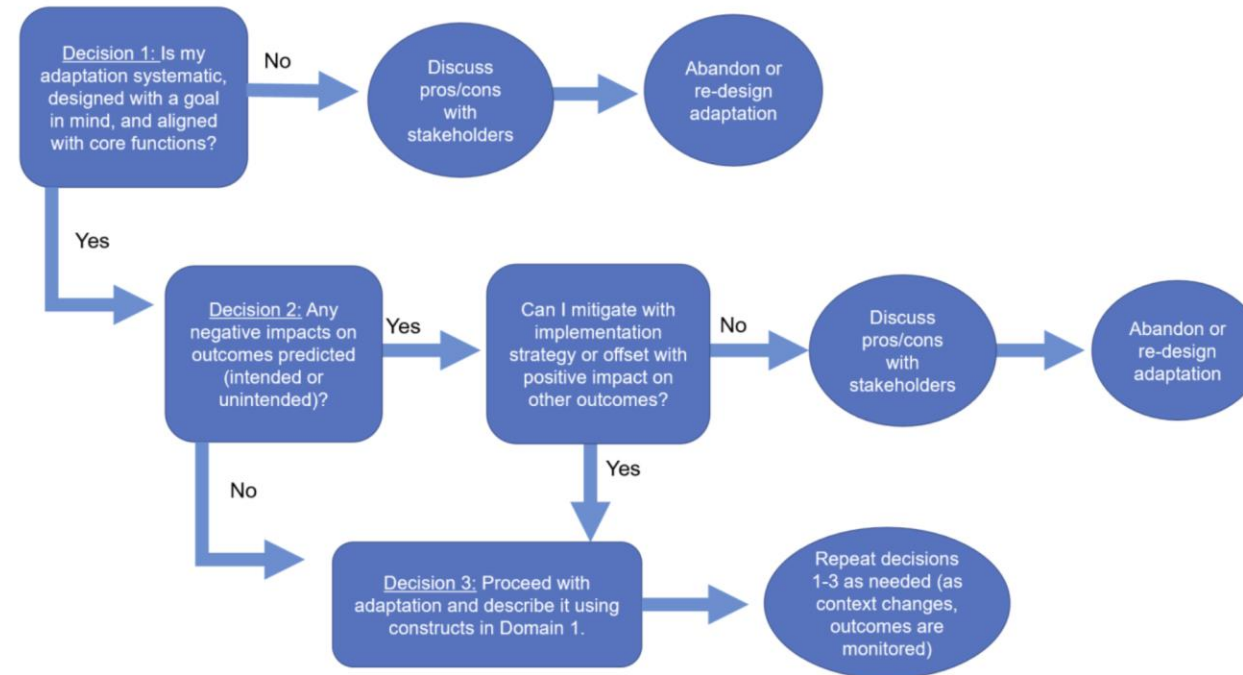 Decision 1: Is my
adaptation systematic,
designed with a goal
in mind, and aligned
with core functions?
No
Discuss
pros/cons
with
stakeholders
Abandon or
re-design
adaptation
Yes
Decision 2: Any
negative impacts on
outcomes predicted
(intended or
unintended)?
Yes
Can I mitigate with
implementation
strategy or offset with
positive impact on
other outcomes?
No
Discuss
pros/cons
with
stakeholders
Abandon or
re-design
adaptation
No
Yes
Decision 3: Proceed with
adaptation and describe it using
constructs in Domain 1.
Repeat decisions
1-3 as needed (as
context changes,
outcomes are
monitored)